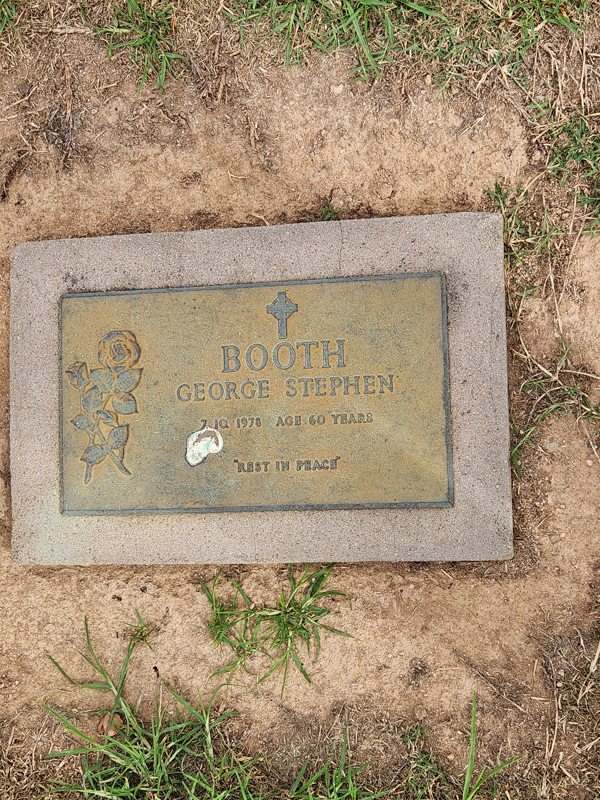 BOOTH
GEORGE STEPHEN
7.10.1978 AGE 60 YEARS
"REST IN PEACE"